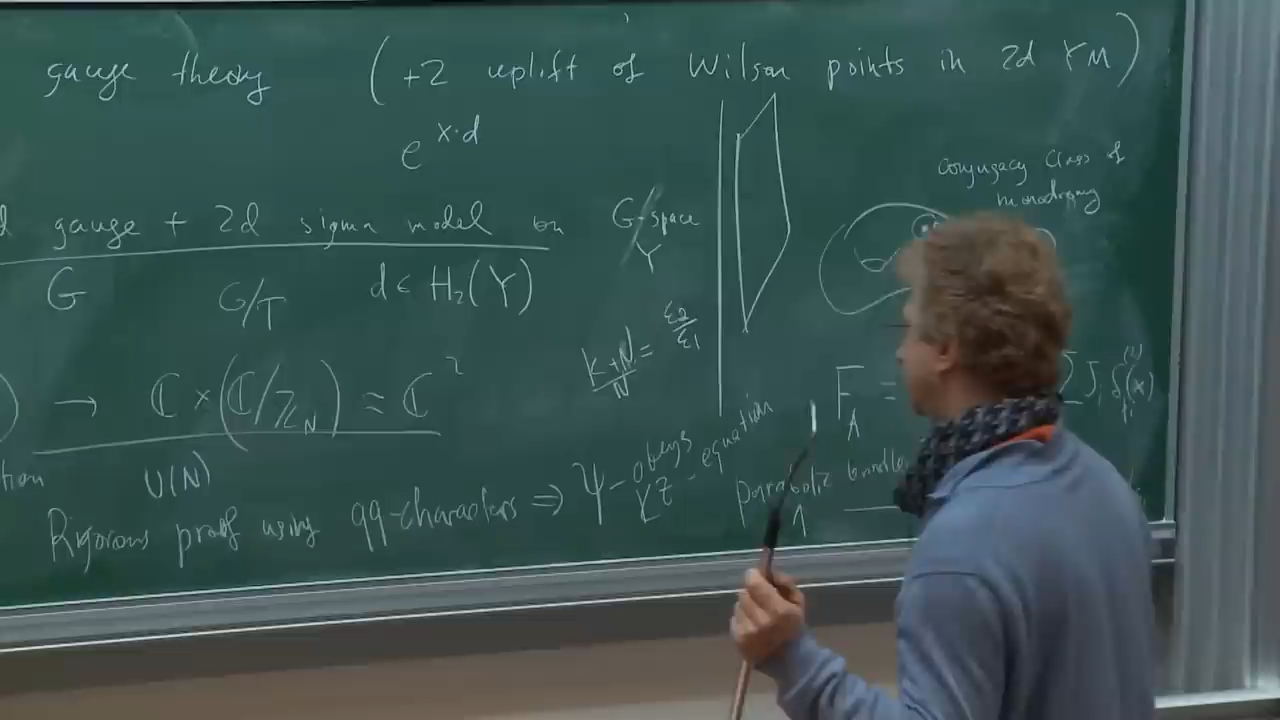 gauge theory (+2 uplift of Wilson points in 2d YM)
e^{x·d}
conjugacy class of
monodromy
d gauge + 2d sigma model on G-space
Y
G G/T d ∈ H₂(Y)
(k+N)/N = ε₂/ε₁
) → ℂ × (ℂ/ℤ_N) ≈ ℂ²
F_A =
tion U(N)
Rigorous proof using qq-characters ⇒ Ψ - obeys
KZ - equation
parabolic bundle